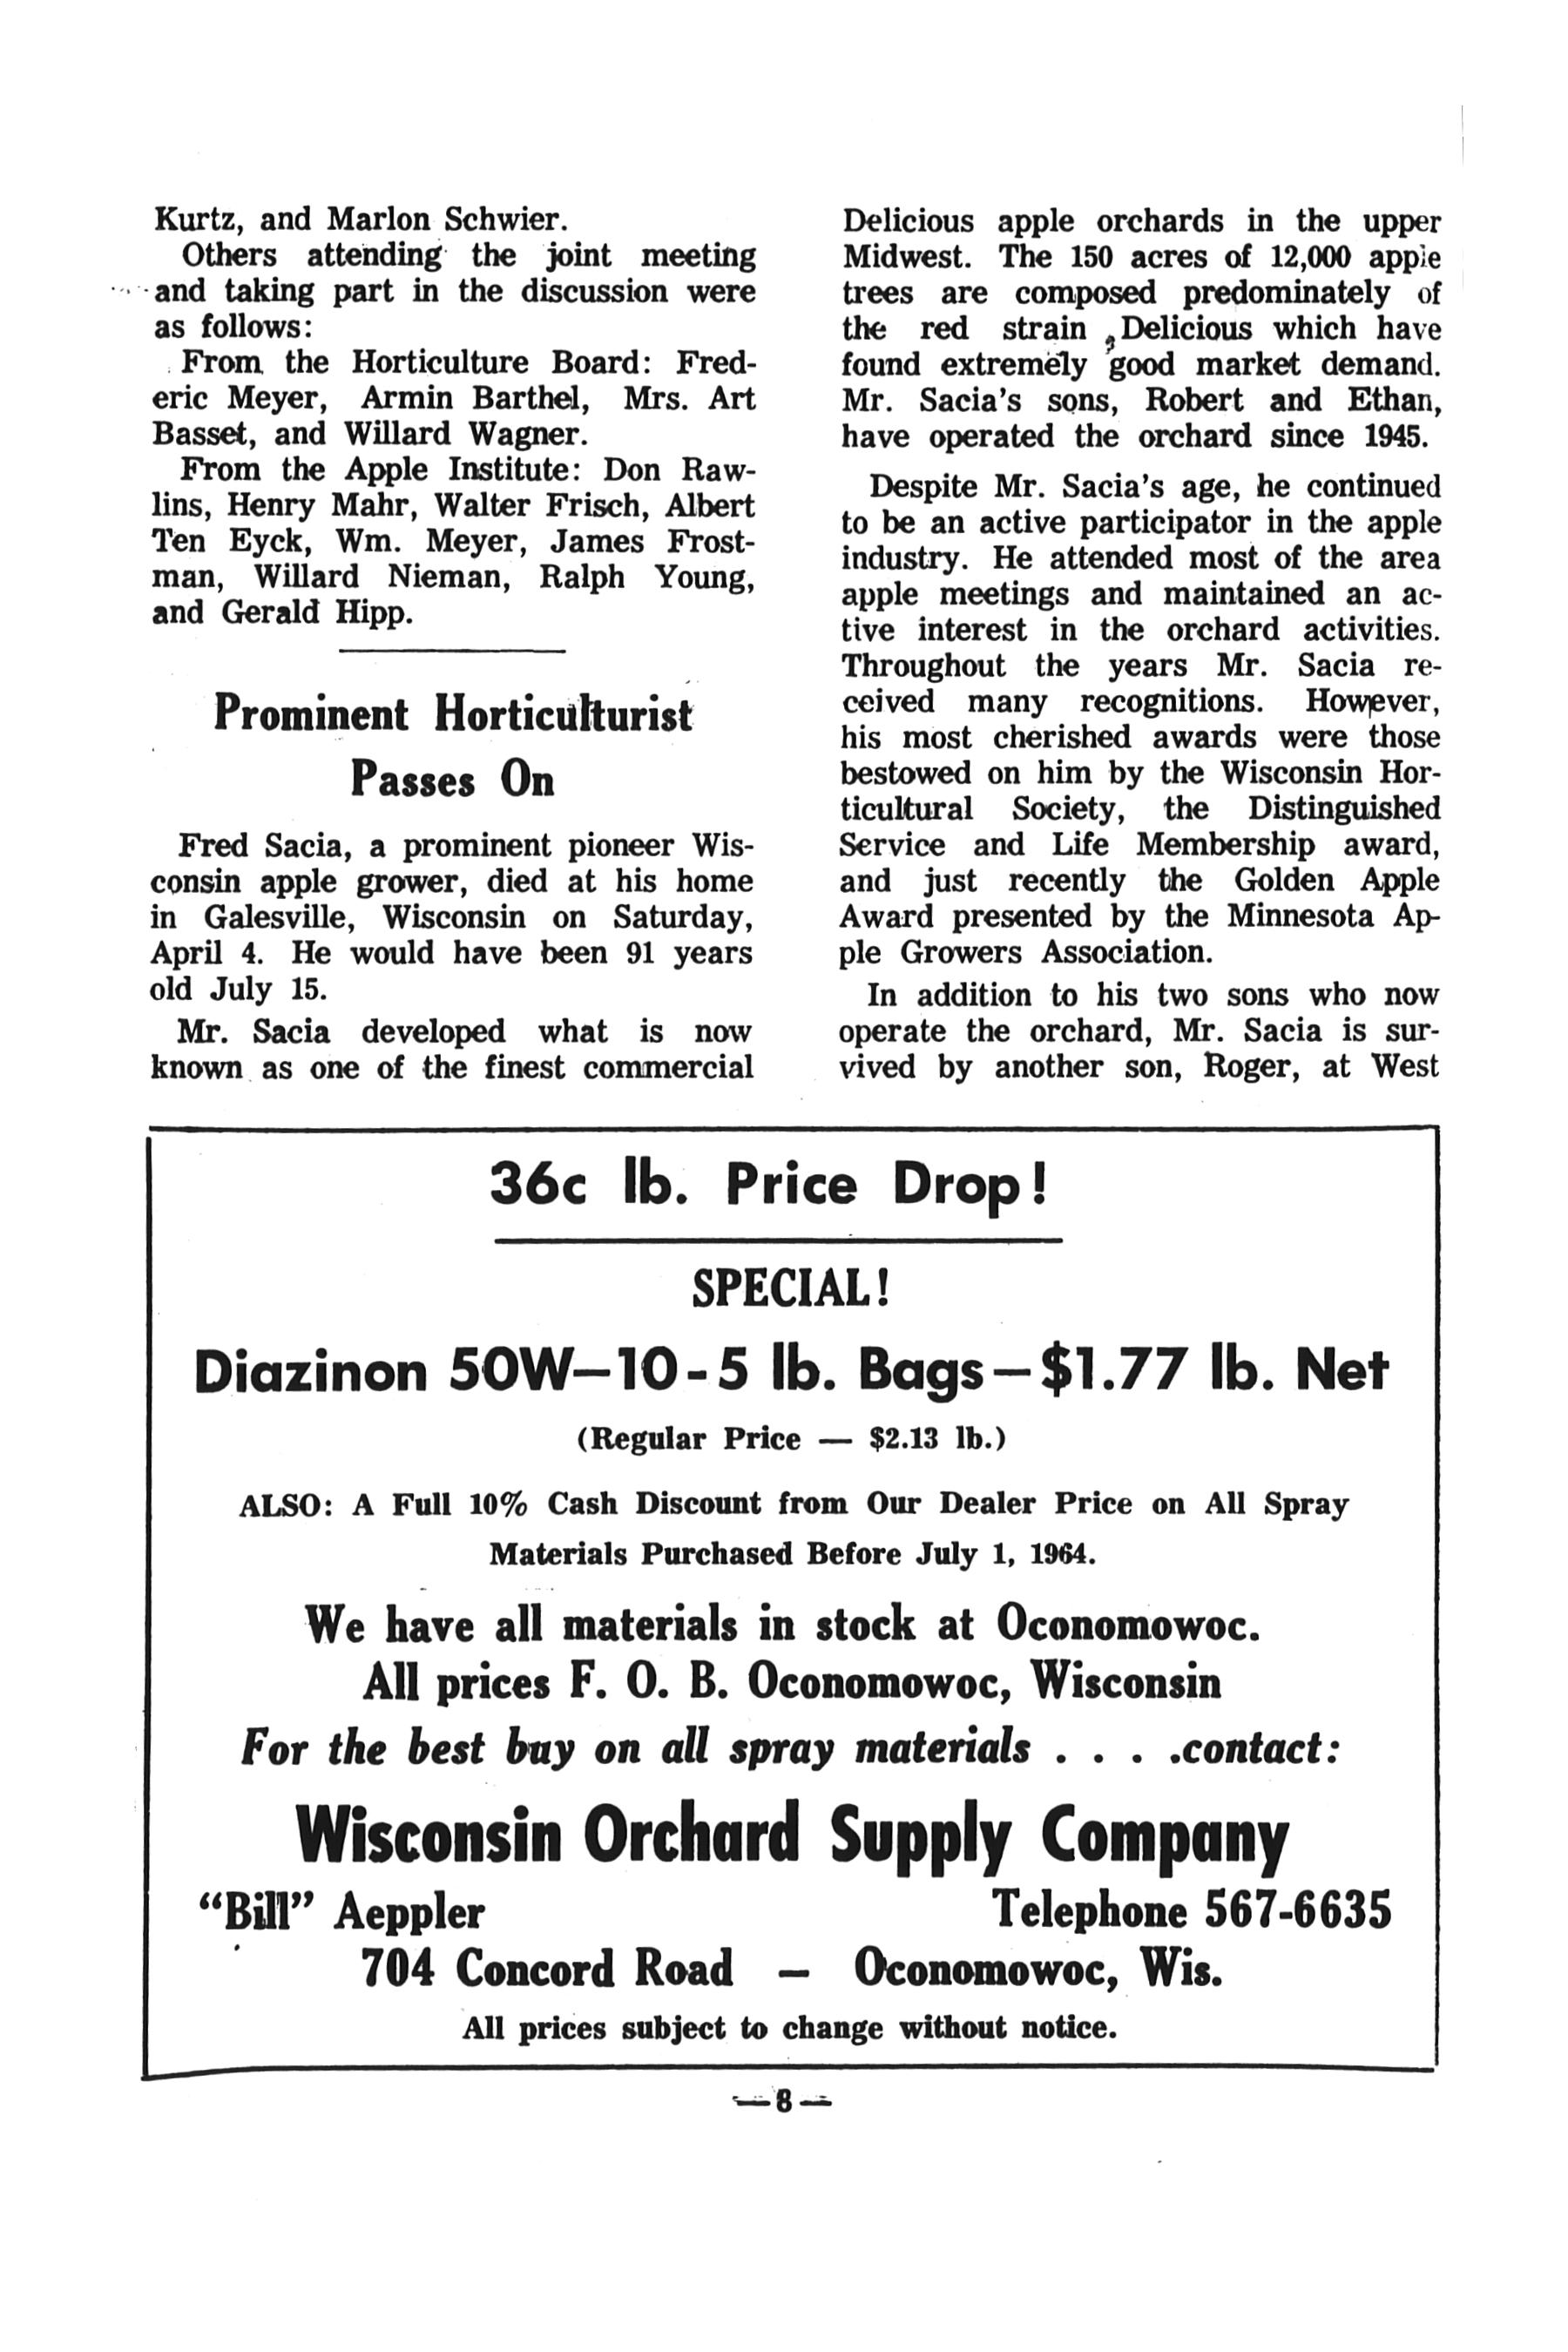 Kurtz, and Marlon Schwier.
Others attending the joint meeting
and taking part in the discussion were
as follows:
From the Horticulture Board: Fred-
eric Meyer, Armin Barthel, Mrs. Art
Basset, and Willard Wagner.
From the Apple Institute: Don Raw-
lins, Henry Mahr, Walter Frisch, Albert
Ten Eyck, Wm. Meyer, James Frost-
man, Willard Nieman, Ralph Young,
and Gerald Hipp.
Prominent Horticulturist
Passes On
Fred Sacia, a prominent pioneer Wis-
consin apple grower, died at his home
in Galesville, Wisconsin on Saturday,
April 4. He would have been 91 years
old July 15.
Mr. Sacia developed what is now
known as one of the finest commercial
Delicious apple orchards in the upper
Midwest. The 150 acres of 12,000 apple
trees are composed predominately of
the red strain Delicious which have
found extremely good market demand.
Mr. Sacia's sons, Robert and Ethan,
have operated the orchard since 1945.
Despite Mr. Sacia's age, he continued
to be an active participator in the apple
industry. He attended most of the area
apple meetings and maintained an ac-
tive interest in the orchard activities.
Throughout the years Mr. Sacia re-
ceived many recognitions. However,
his most cherished awards were those
bestowed on him by the Wisconsin Hor-
ticultural Society, the Distinguished
Service and Life Membership award,
and just recently the Golden Apple
Award presented by the Minnesota Ap-
ple Growers Association.
In addition to his two sons who now
operate the orchard, Mr. Sacia is sur-
vived by another son, Roger, at West
36c lb. Price Drop!
SPECIAL!
Diazinon 50W—10-5 lb. Bags—$1.77 lb. Net
(Regular Price — $2.13 lb.)
ALSO: A Full 10% Cash Discount from Our Dealer Price on All Spray
Materials Purchased Before July 1, 1964.
We have all materials in stock at Oconomowoc.
All prices F. O. B. Oconomowoc, Wisconsin
For the best buy on all spray materials . . . .contact:
Wisconsin Orchard Supply Company
"Bill" Aeppler Telephone 567-6635
704 Concord Road — Oconomowoc, Wis.
All prices subject to change without notice.
—8—